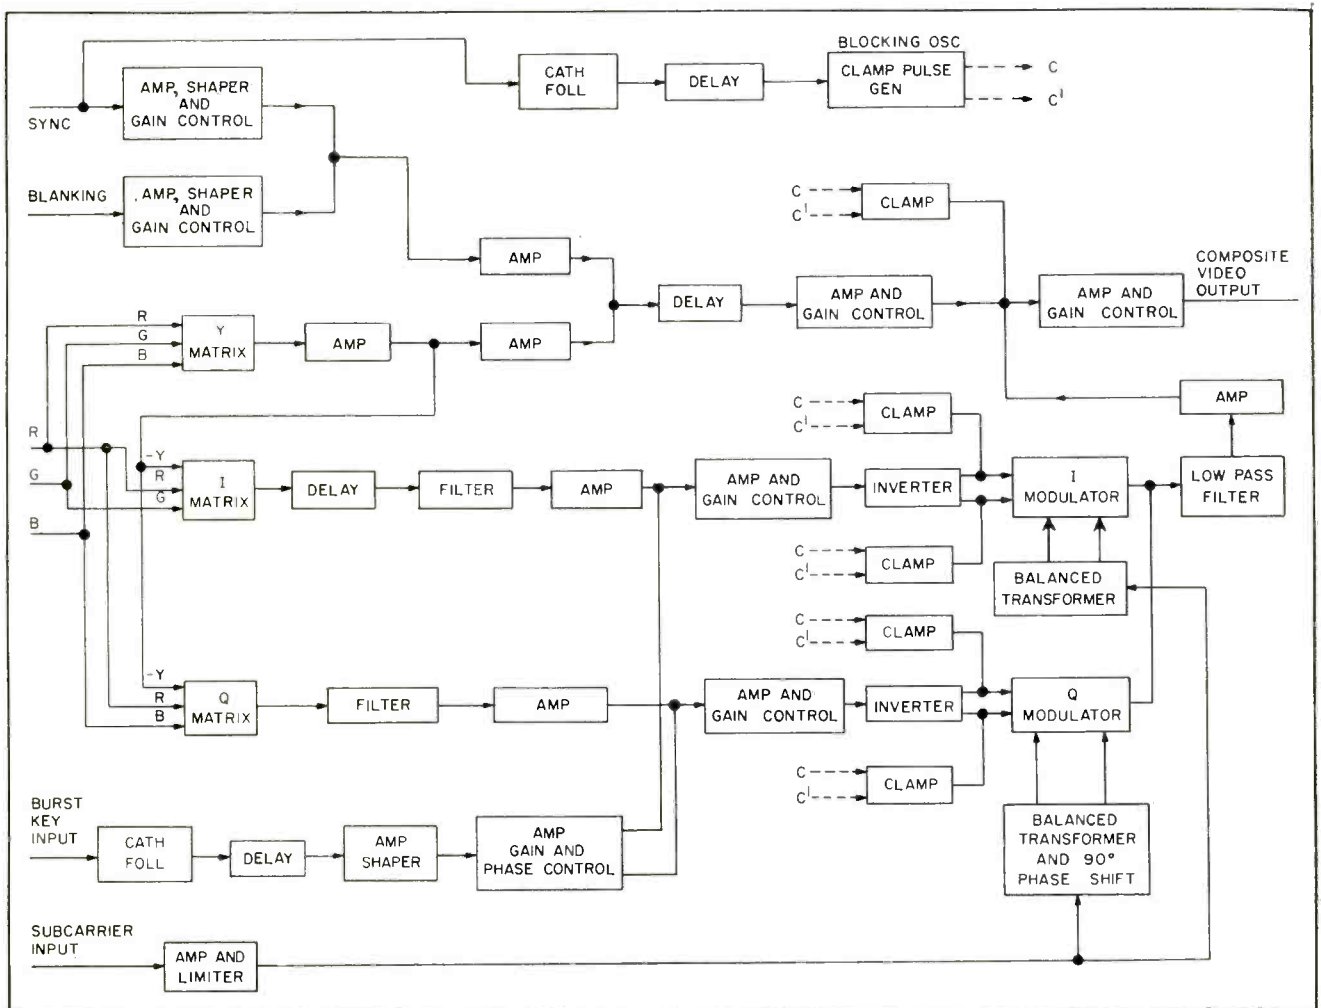 BLOCKING OSC
AMP, SHAPER
AND
GAIN CONTROL
CATH
FOLL
DELAY
CLAMP PULSE
GEN
C
C'
SYNC
BLANKING
AMP, SHAPER
AND
GAIN CONTROL
C
C'
CLAMP
AMP
COMPOSITE
VIDEO
OUTPUT
DELAY
AMP AND
GAIN CONTROL
AMP AND
GAIN CONTROL
R
G
B
Y
MATRIX
AMP
AMP
C
C'
CLAMP
AMP
R
G
B
-Y
R
G
I
MATRIX
DELAY
FILTER
AMP
AMP AND
GAIN CONTROL
INVERTER
I
MODULATOR
LOW PASS
FILTER
C
C'
CLAMP
BALANCED
TRANSFORMER
C
C'
CLAMP
-Y
R
B
Q
MATRIX
FILTER
AMP
AMP AND
GAIN CONTROL
INVERTER
Q
MODULATOR
C
C'
CLAMP
BURST
KEY
INPUT
CATH
FOLL
DELAY
AMP
SHAPER
AMP
GAIN AND
PHASE CONTROL
BALANCED
TRANSFORMER
AND 90°
PHASE SHIFT
SUBCARRIER
INPUT
AMP AND
LIMITER